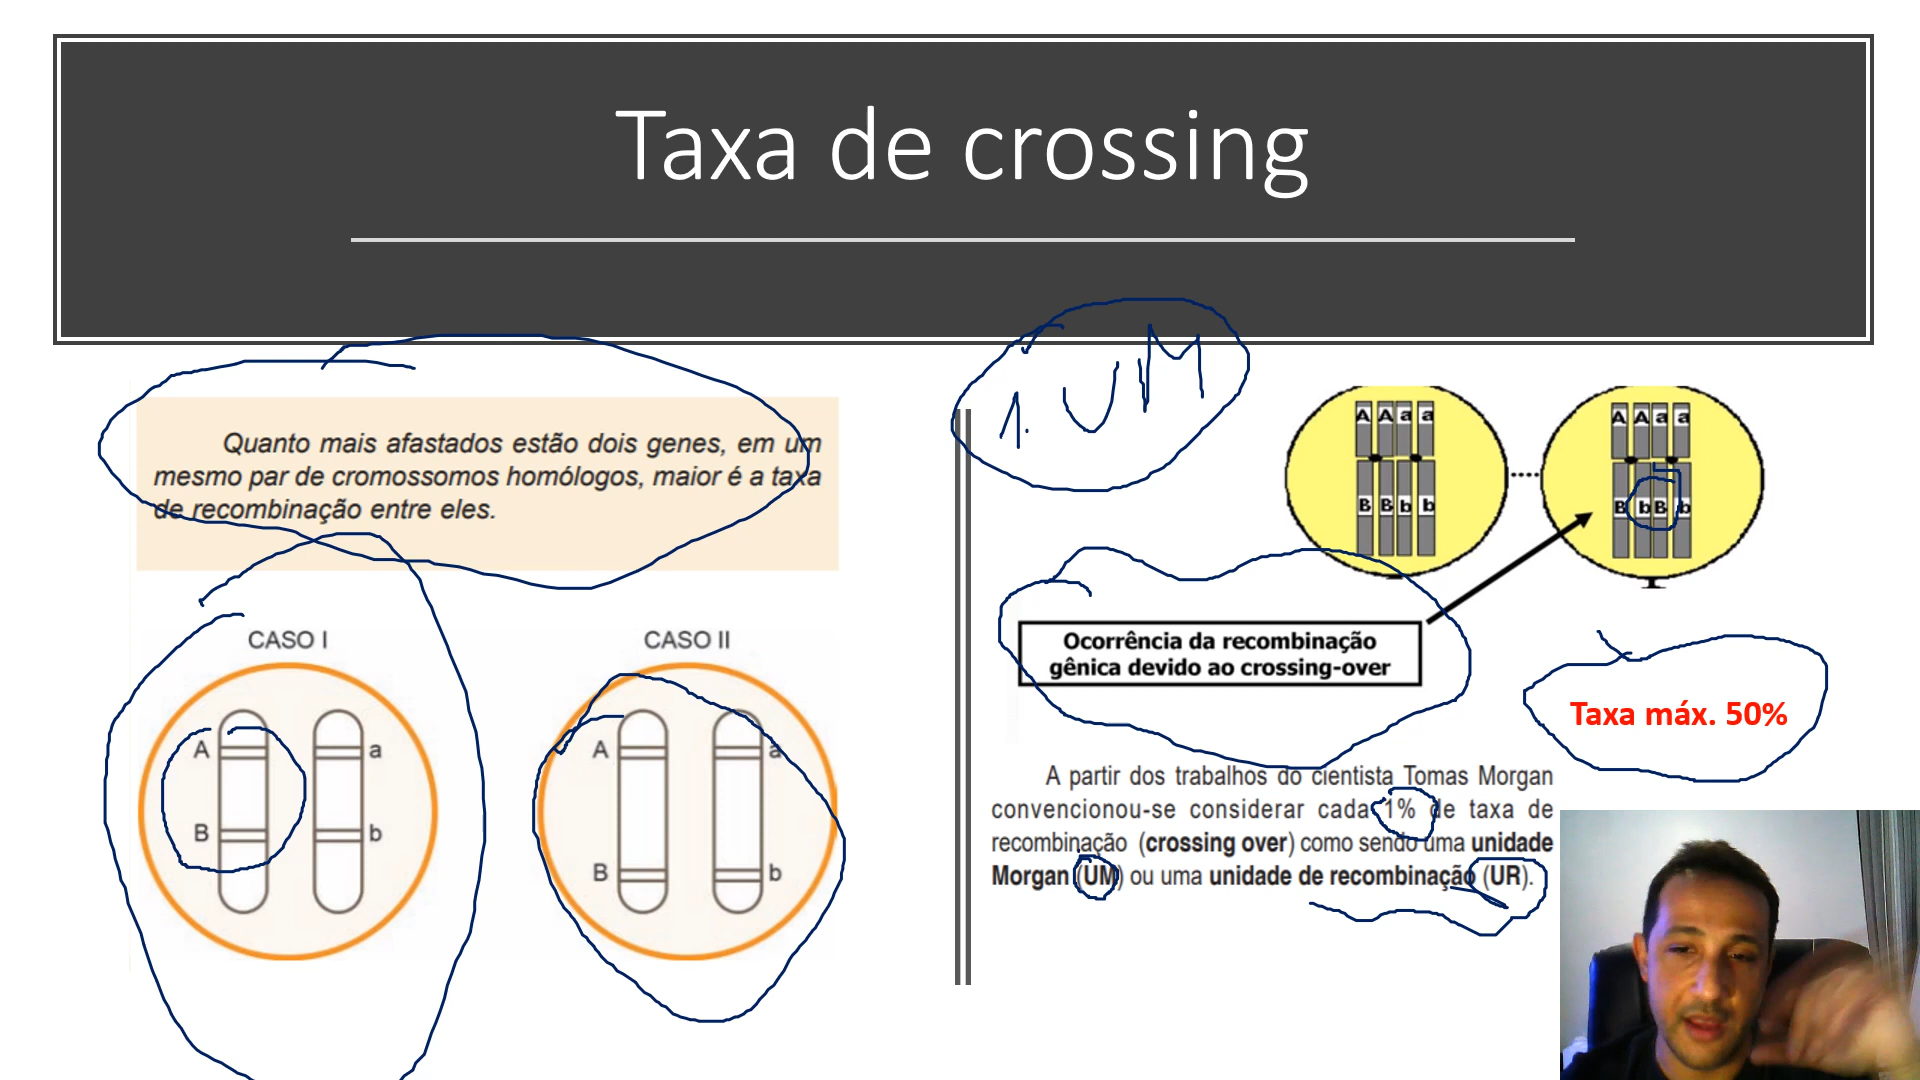 Taxa de crossing
1. UM
Quanto mais afastados estão dois genes, em um
mesmo par de cromossomos homólogos, maior é a taxa
de recombinação entre eles.
CASO I
A a
B b
CASO II
A a
B b
A A a a
B B b b
A A a a
B b B b
Ocorrência da recombinação
gênica devido ao crossing-over
Taxa máx. 50%
A partir dos trabalhos do cientista Tomas Morgan
convencionou-se considerar cada 1% de taxa de
recombinação (crossing over) como sendo uma unidade
Morgan (UM) ou uma unidade de recombinação (UR).